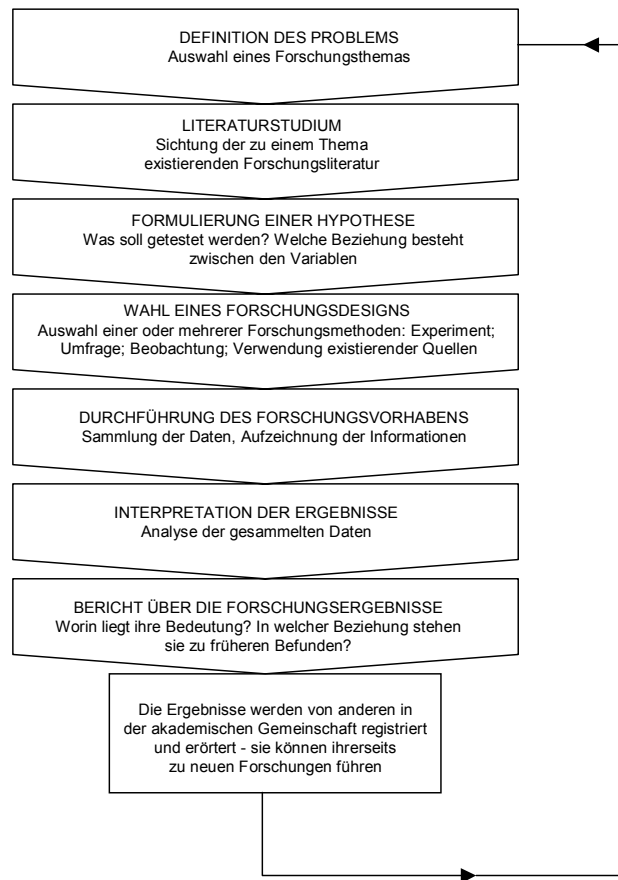 DEFINITION DES PROBLEMS
Auswahl eines Forschungsthemas
LITERATURSTUDIUM
Sichtung der zu einem Thema
existierenden Forschungsliteratur
FORMULIERUNG EINER HYPOTHESE
Was soll getestet werden? Welche Beziehung besteht
zwischen den Variablen
WAHL EINES FORSCHUNGSDESIGNS
Auswahl einer oder mehrerer Forschungsmethoden: Experiment;
Umfrage; Beobachtung; Verwendung existierender Quellen
DURCHFÜHRUNG DES FORSCHUNGSVORHABENS
Sammlung der Daten, Aufzeichnung der Informationen
INTERPRETATION DER ERGEBNISSE
Analyse der gesammelten Daten
BERICHT ÜBER DIE FORSCHUNGSERGEBNISSE
Worin liegt ihre Bedeutung? In welcher Beziehung stehen
sie zu früheren Befunden?
Die Ergebnisse werden von anderen in
der akademischen Gemeinschaft registriert
und erörtert - sie können ihrerseits
zu neuen Forschungen führen